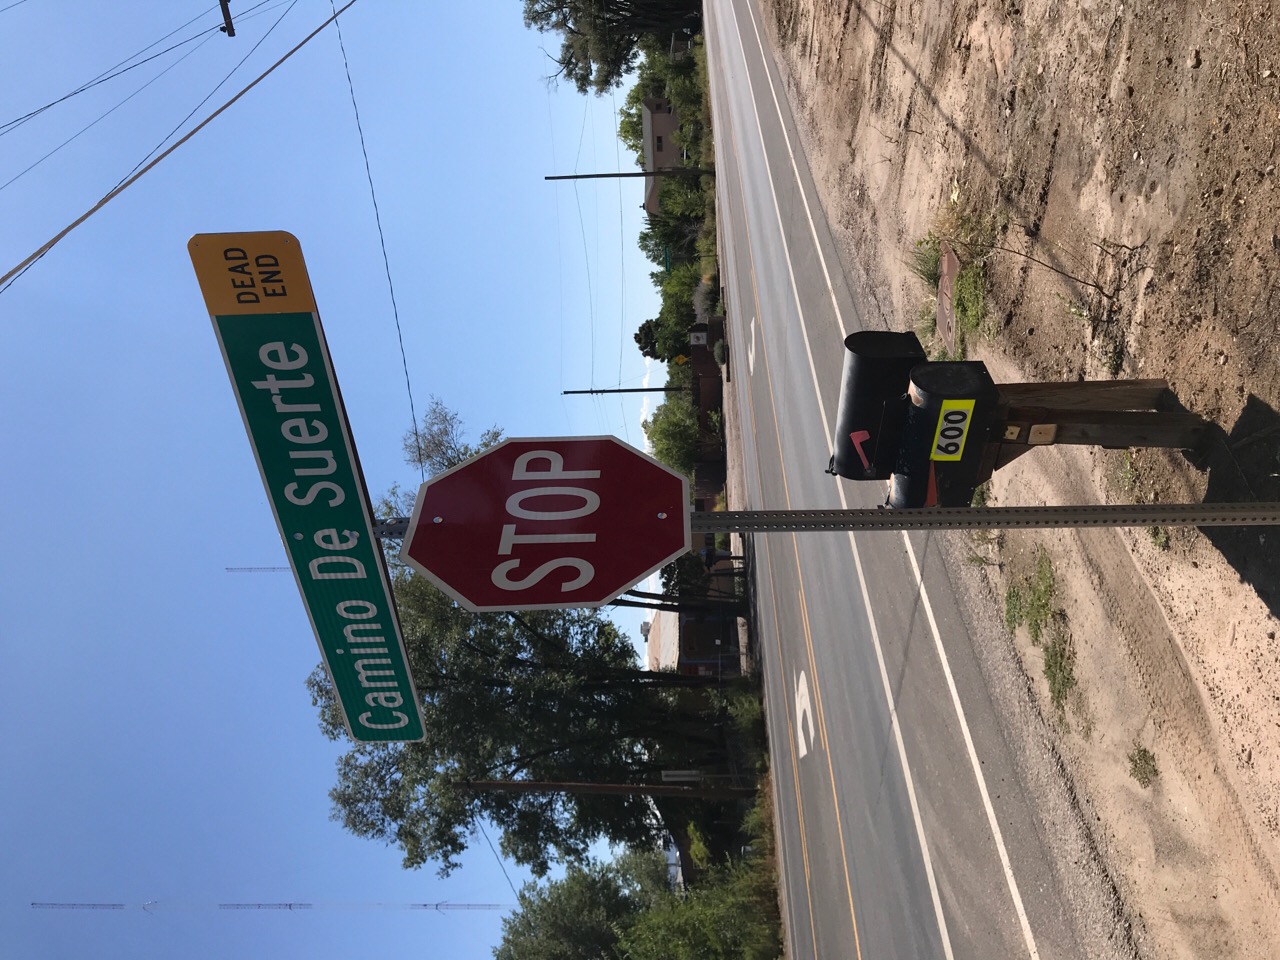 Camino De Suerte
DEAD
END
STOP
600